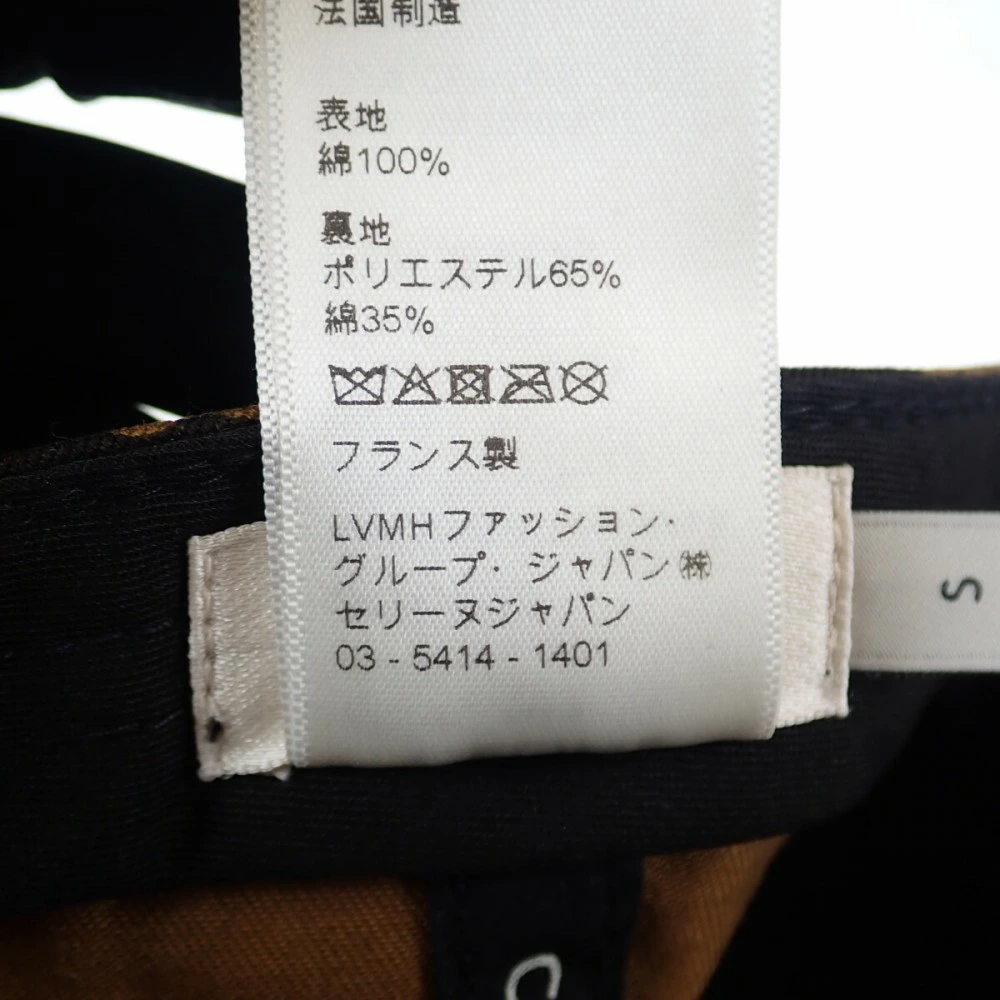 法国制造
表地
綿100%
裏地
ポリエステル65%
綿35%
フランス製
LVMHファッション・
グループ・ジャパン㈱
セリーヌジャパン
03 - 5414 - 1401
S
C